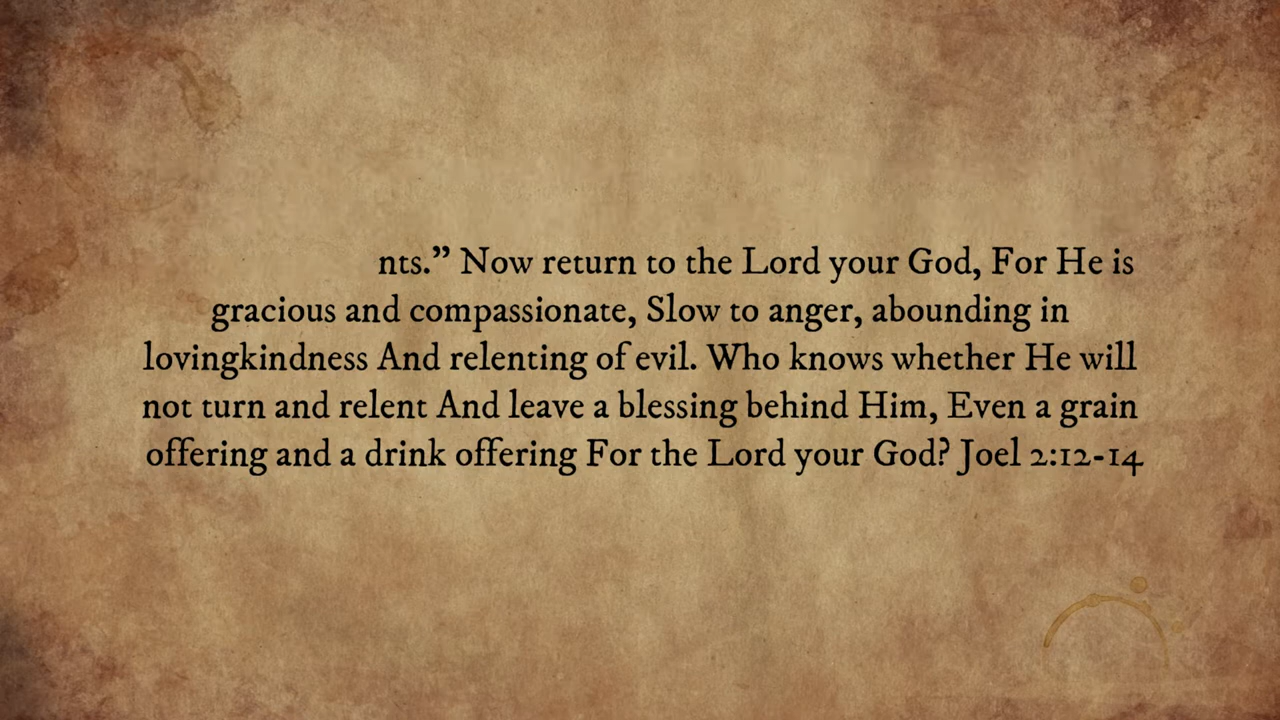 nts.” Now return to the Lord your God, For He is
gracious and compassionate, Slow to anger, abounding in
lovingkindness And relenting of evil. Who knows whether He will
not turn and relent And leave a blessing behind Him, Even a grain
offering and a drink offering For the Lord your God? Joel 2:12-14